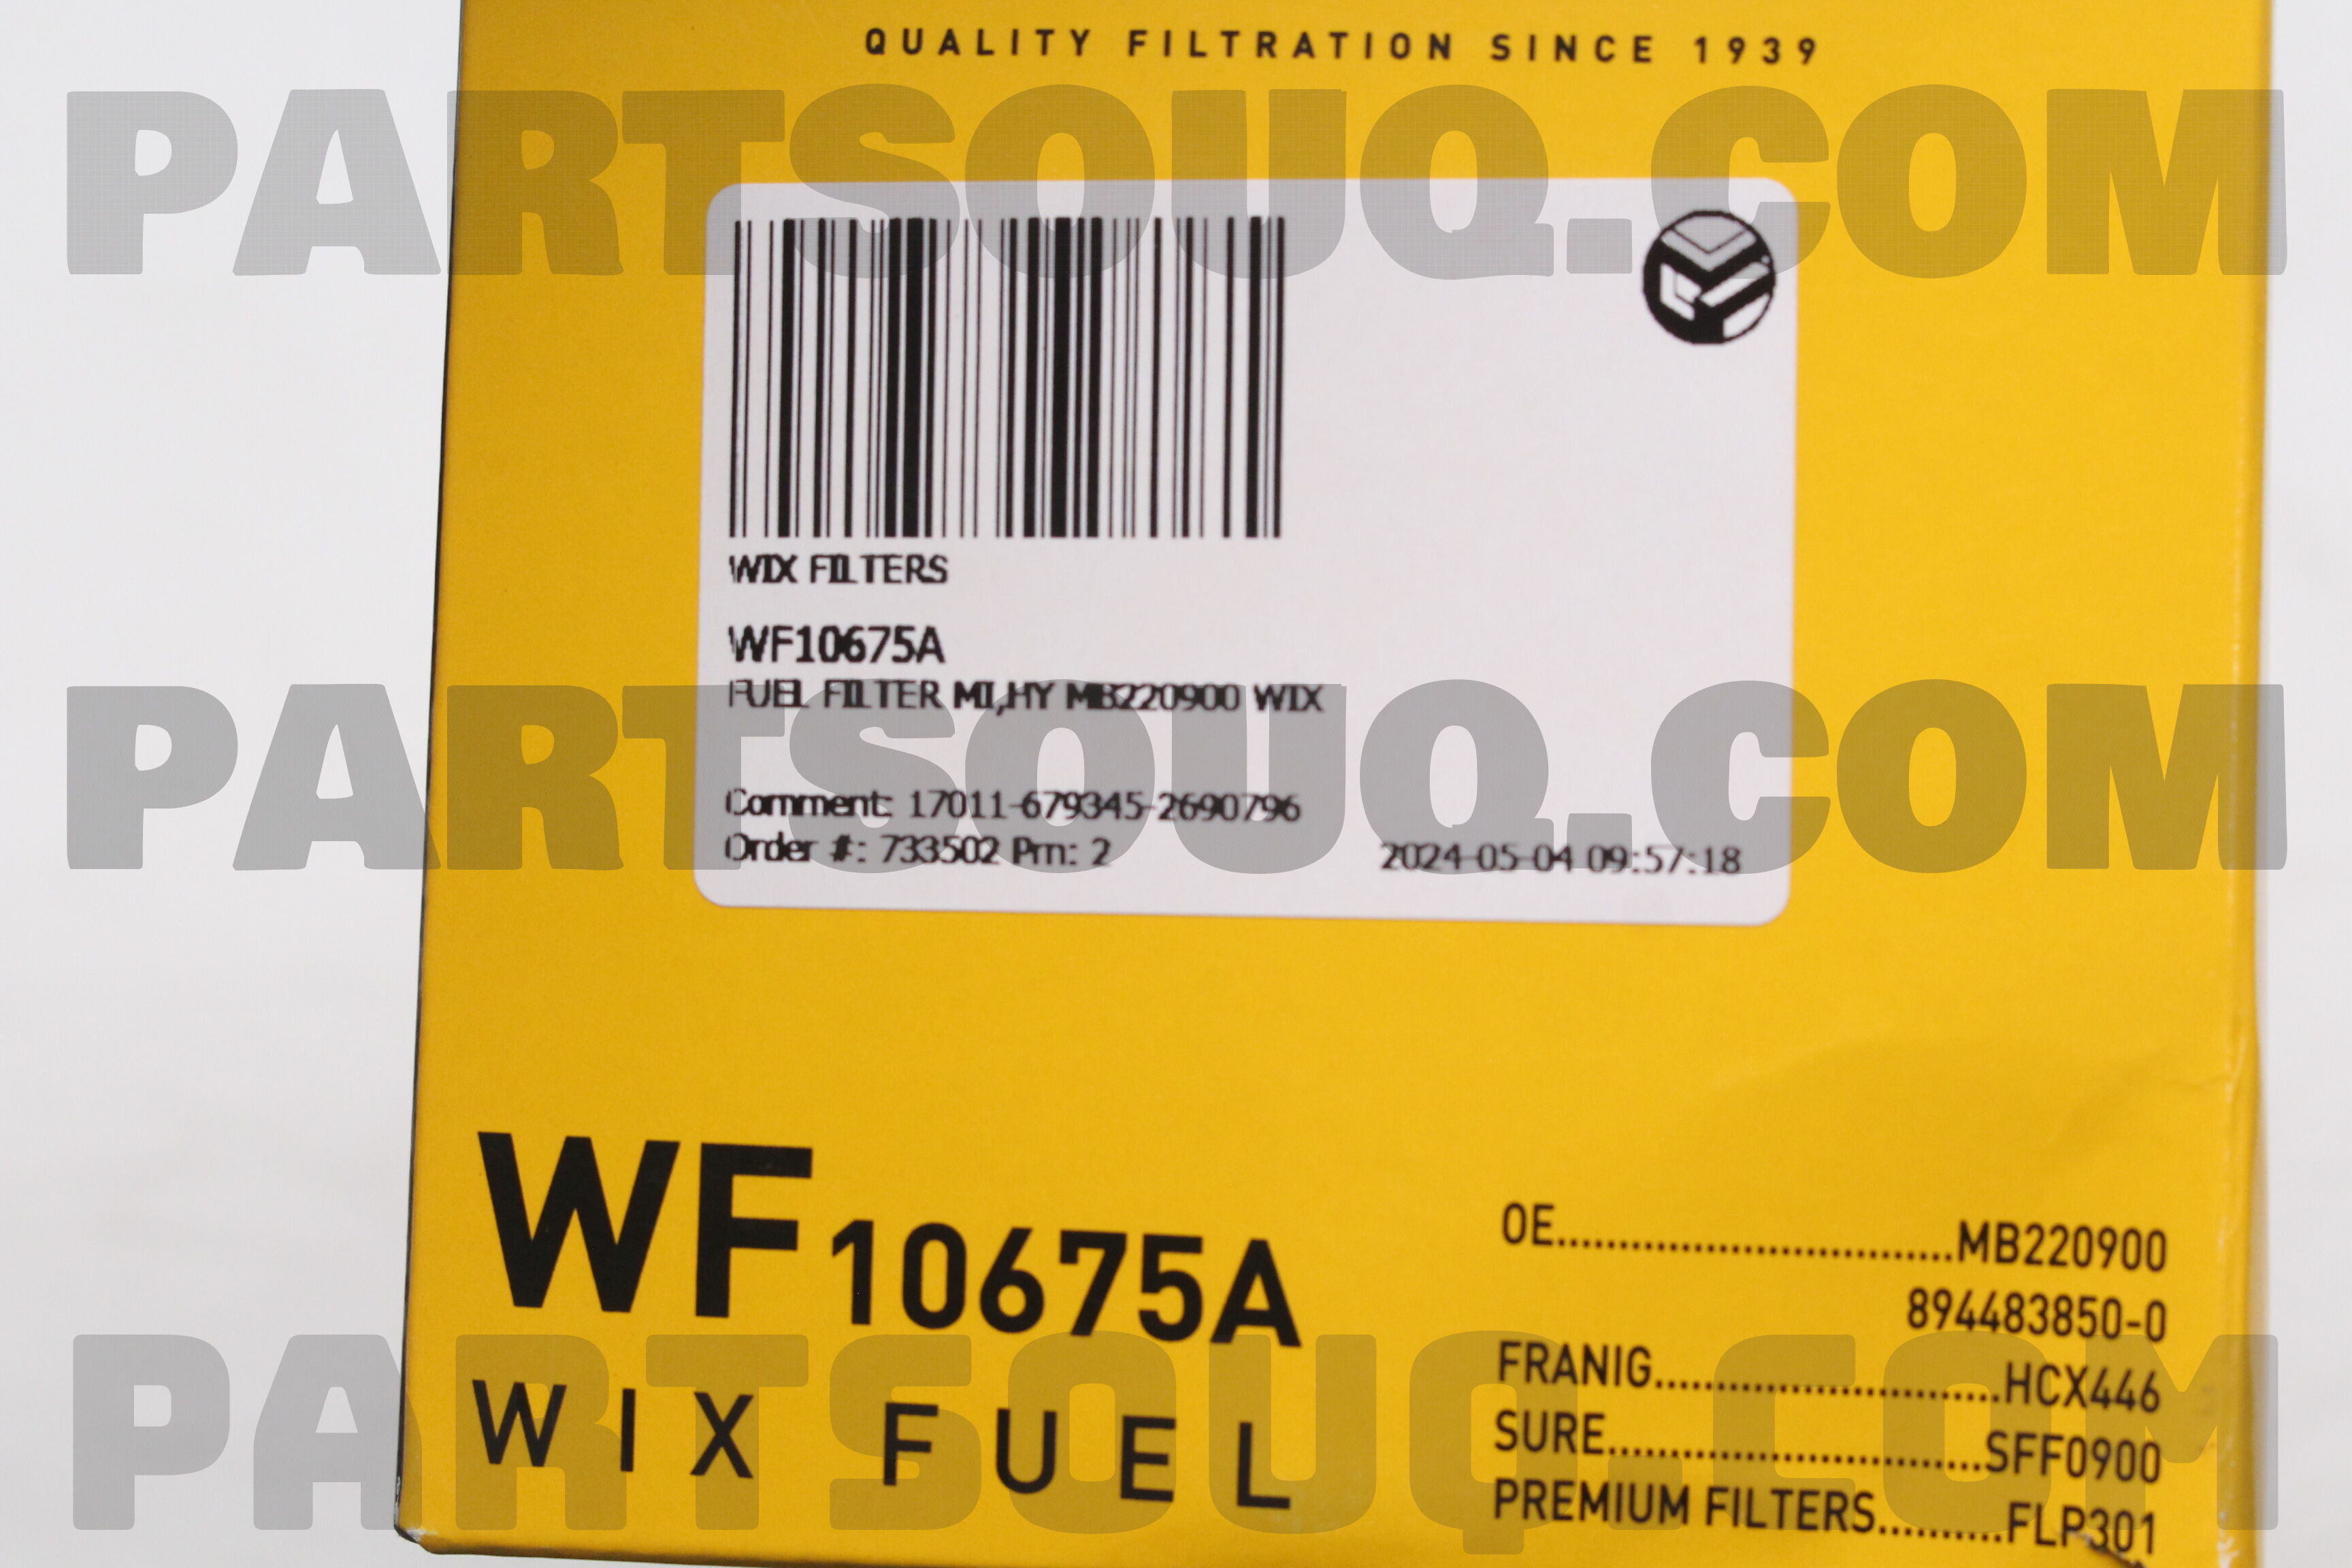 QUALITY FILTRATION SINCE 1939
PARTSOUQ.COM
WIX FILTERS
WF10675A
FUEL FILTER MI,HY MB220900 WIX
PARTSOUQ.COM
Comment: 17011-679345-2690796
Order #: 733502 Prn: 2
2024-05-04 09:57:18
WF10675A
WIX FUEL
OE................................MB220900
894483850-0
FRANIG............................HCX446
SURE..............................SFF0900
PREMIUM FILTERS..........FLP301
PARTSOUQ.COM